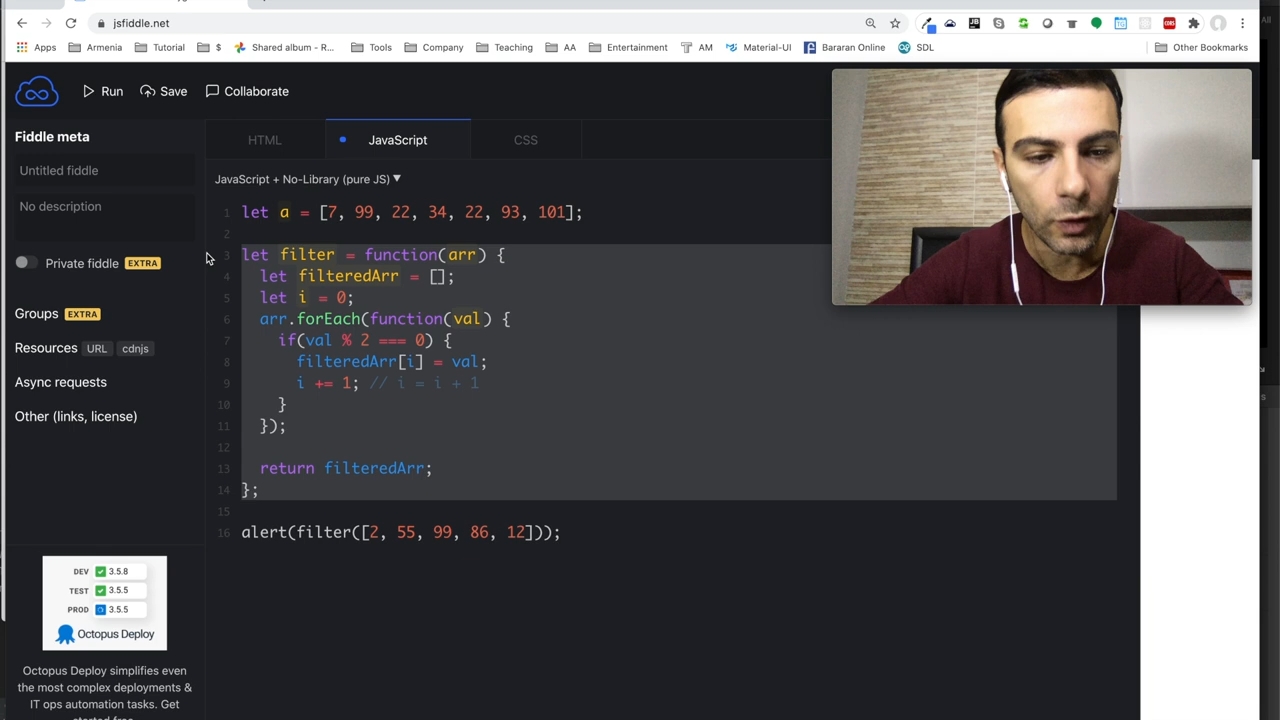 jsfiddle.net
Apps Armenia Tutorial $ Shared album - R... Tools Company Teaching AA Entertainment AM Material-UI Bararan Online SDL Other Bookmarks
Run Save Collaborate
Fiddle meta
Untitled fiddle
No description
Private fiddle EXTRA
Groups EXTRA
Resources URL cdnjs
Async requests
Other (links, license)
HTML JavaScript CSS
JavaScript + No-Library (pure JS)
1 let a = [7, 99, 22, 34, 22, 93, 101];
2
3 let filter = function(arr) {
4 let filteredArr = [];
5 let i = 0;
6 arr.forEach(function(val) {
7 if(val % 2 === 0) {
8 filteredArr[i] = val;
9 i += 1; // i = i + 1
10 }
11 });
12
13 return filteredArr;
14 };
15
16 alert(filter([2, 55, 99, 86, 12]));
DEV 3.5.8
TEST 3.5.5
PROD 3.5.5
Octopus Deploy
Octopus Deploy simplifies even
the most complex deployments &
IT ops automation tasks. Get
started free.